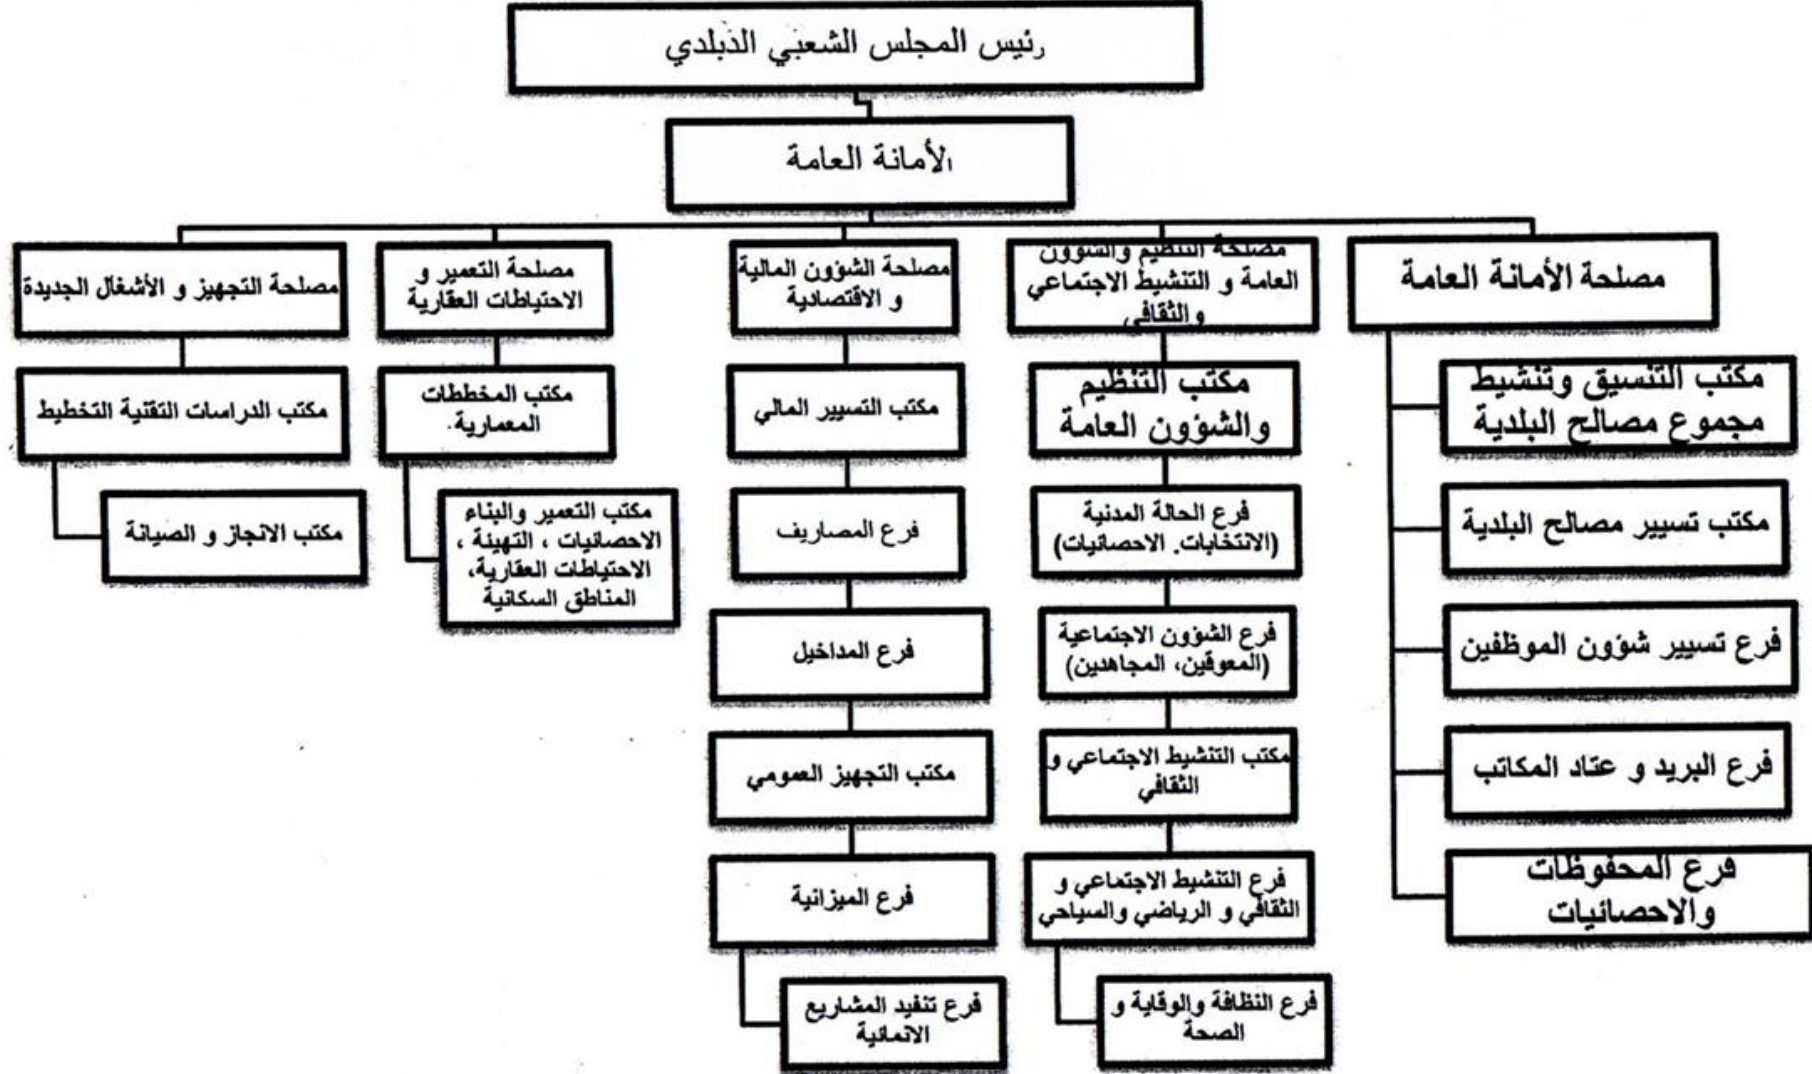 رئيس المجلس الشعبي الذبلدي
الأمانة العامة
مصلحة الأمانة العامة
مصلحة التنظيم والشؤون
العامة و التنشيط الاجتماعي
والثقافي
مصلحة الشؤون المالية
و الاقتصادية
مصلحة التعمير و
الاحتياطات العقارية
مصلحة التجهيز و الأشغال الجديدة
مكتب التنسيق وتنشيط
مجموع مصالح البلدية
مكتب التنظيم
والشؤون العامة
مكتب التسيير المالي
مكتب المخططات
المعمارية.
مكتب الدراسات التقنية التخطيط
مكتب تسيير مصالح البلدية
فرع الحالة المدنية
(الانتخابات. الاحصائيات)
فرع المصاريف
مكتب التعمير والبناء
الاحصائيات ، التهيئة ،
الاحتياطات العقارية،
المناطق السكانية
مكتب الانجاز و الصيانة
فرع تسيير شؤون الموظفين
فرع الشؤون الاجتماعية
(المعوقين، المجاهدين)
فرع المداخيل
فرع البريد و عتاد المكاتب
مكتب التنشيط الاجتماعي و
الثقافي
مكتب التجهيز العمومي
فرع المحفوظات
والاحصائيات
فرع التنشيط الاجتماعي و
الثقافي و الرياضي والسياحي
فرع الميزانية
فرع النظافة والوقاية و
الصحة
فرع تنفيد المشاريع
الانمائية